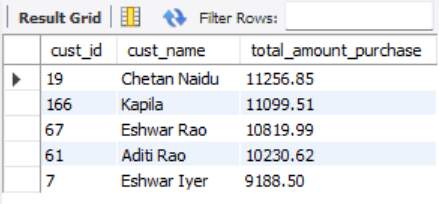 Result Grid Filter Rows:
cust_id cust_name total_amount_purchase
19 Chetan Naidu 11256.85
166 Kapila 11099.51
67 Eshwar Rao 10819.99
61 Aditi Rao 10230.62
7 Eshwar Iyer 9188.50